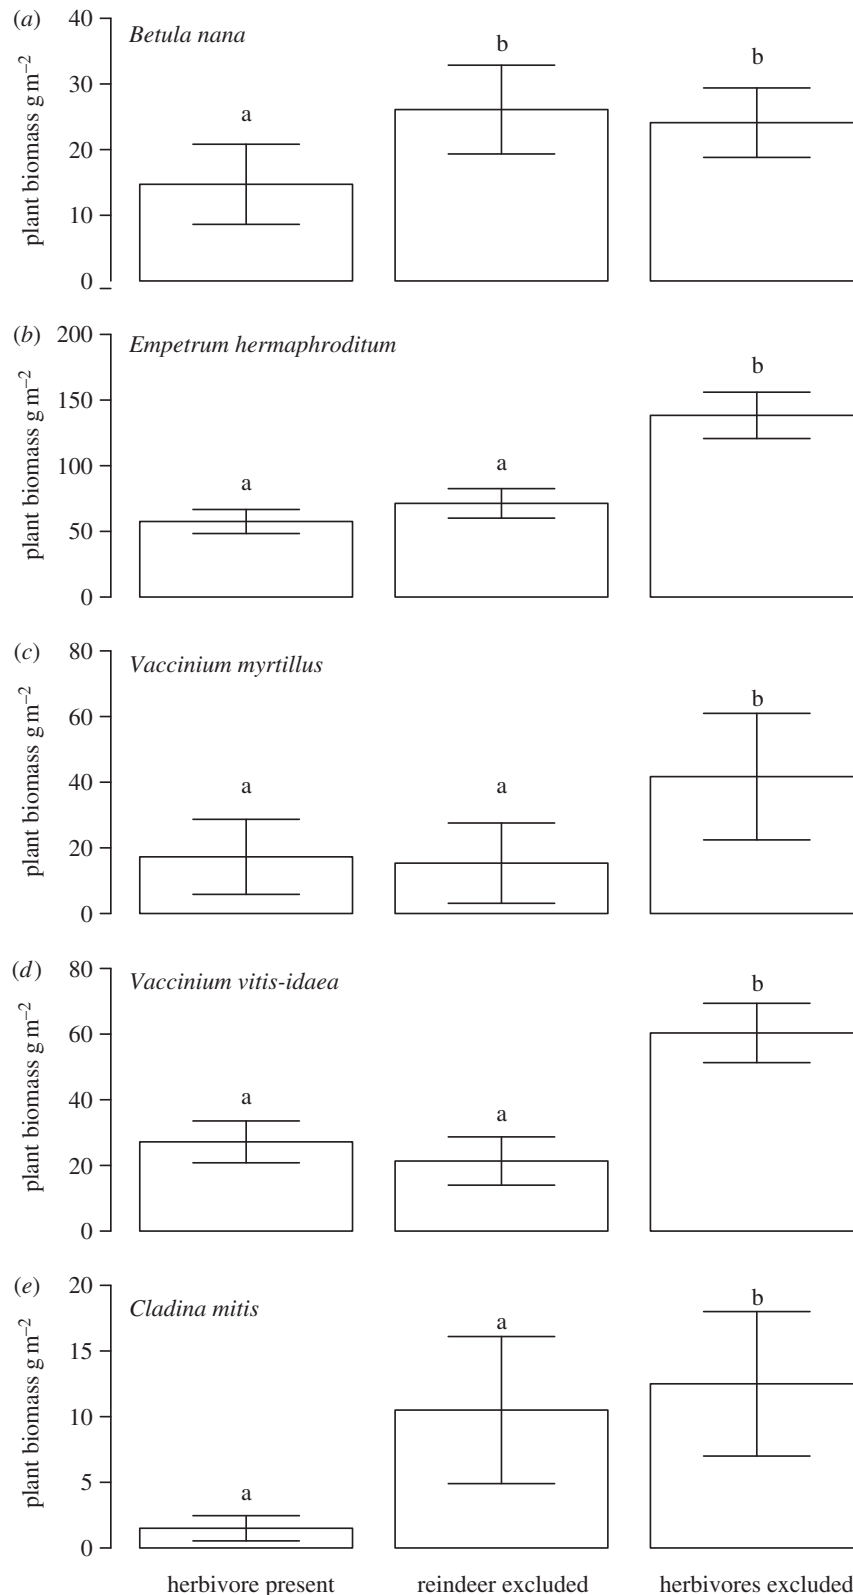 (a) Betula nana
plant biomass g m−2
40
30
20
10
0
a
b
b
(b) Empetrum hermaphroditum
plant biomass g m−2
200
150
100
50
0
a
a
b
(c) Vaccinium myrtillus
plant biomass g m−2
80
60
40
20
0
a
a
b
(d) Vaccinium vitis-idaea
plant biomass g m−2
80
60
40
20
0
a
a
b
(e) Cladina mitis
plant biomass g m−2
20
15
10
5
0
a
a
b
herbivore present reindeer excluded herbivores excluded